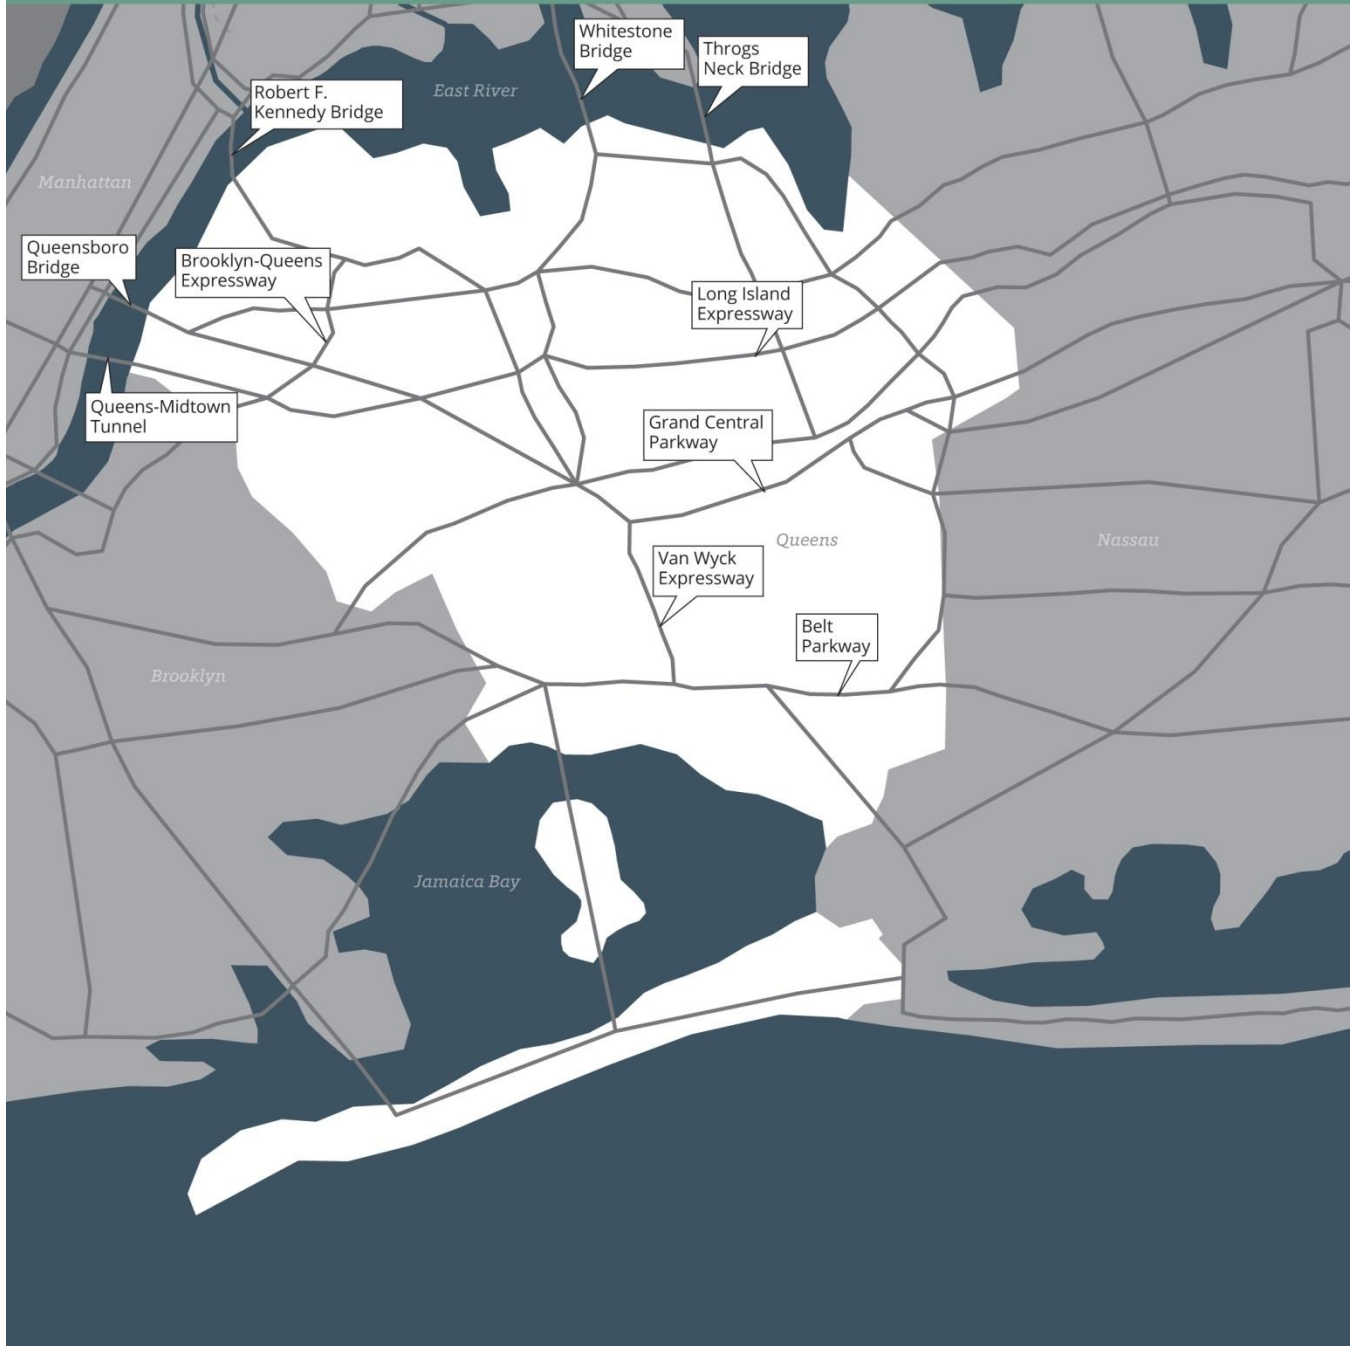 Whitestone
Bridge
Throgs
Neck Bridge
Robert F.
Kennedy Bridge
East River
Manhattan
Queensboro
Bridge
Brooklyn-Queens
Expressway
Long Island
Expressway
Queens-Midtown
Tunnel
Grand Central
Parkway
Queens
Nassau
Van Wyck
Expressway
Belt
Parkway
Brooklyn
Jamaica Bay